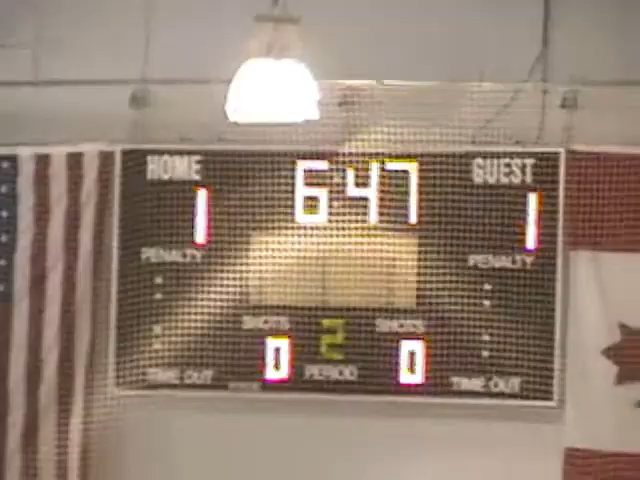 HOME 6:47 GUEST
1 1
PENALTY PENALTY
SHOTS 2 SHOTS
0 PERIOD 0
TIME OUT TIME OUT